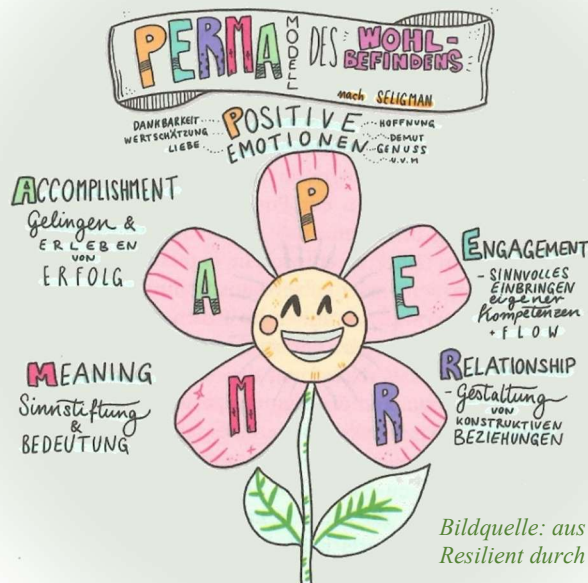 PERMA MODELL DES WOHL-
BEFINDENS
nach SELIGMAN
DANKBARKEIT
WERTSCHÄTZUNG
LIEBE
POSITIVE
EMOTIONEN
HOFFNUNG
DEMUT
GENUSS
U.V.M
ACCOMPLISHMENT
Gelingen &
ERLEBEN
VON
ERFOLG
P
A
E
M
R
ENGAGEMENT
- SINNVOLLES
EINBRINGEN
eigener
Kompetenzen
+ FLOW
MEANING
Sinnstiftung
&
BEDEUTUNG
RELATIONSHIP
- Gestaltung
VON
KONSTRUKTIVEN
BEZIEHUNGEN
Bildquelle: aus
Resilient durch